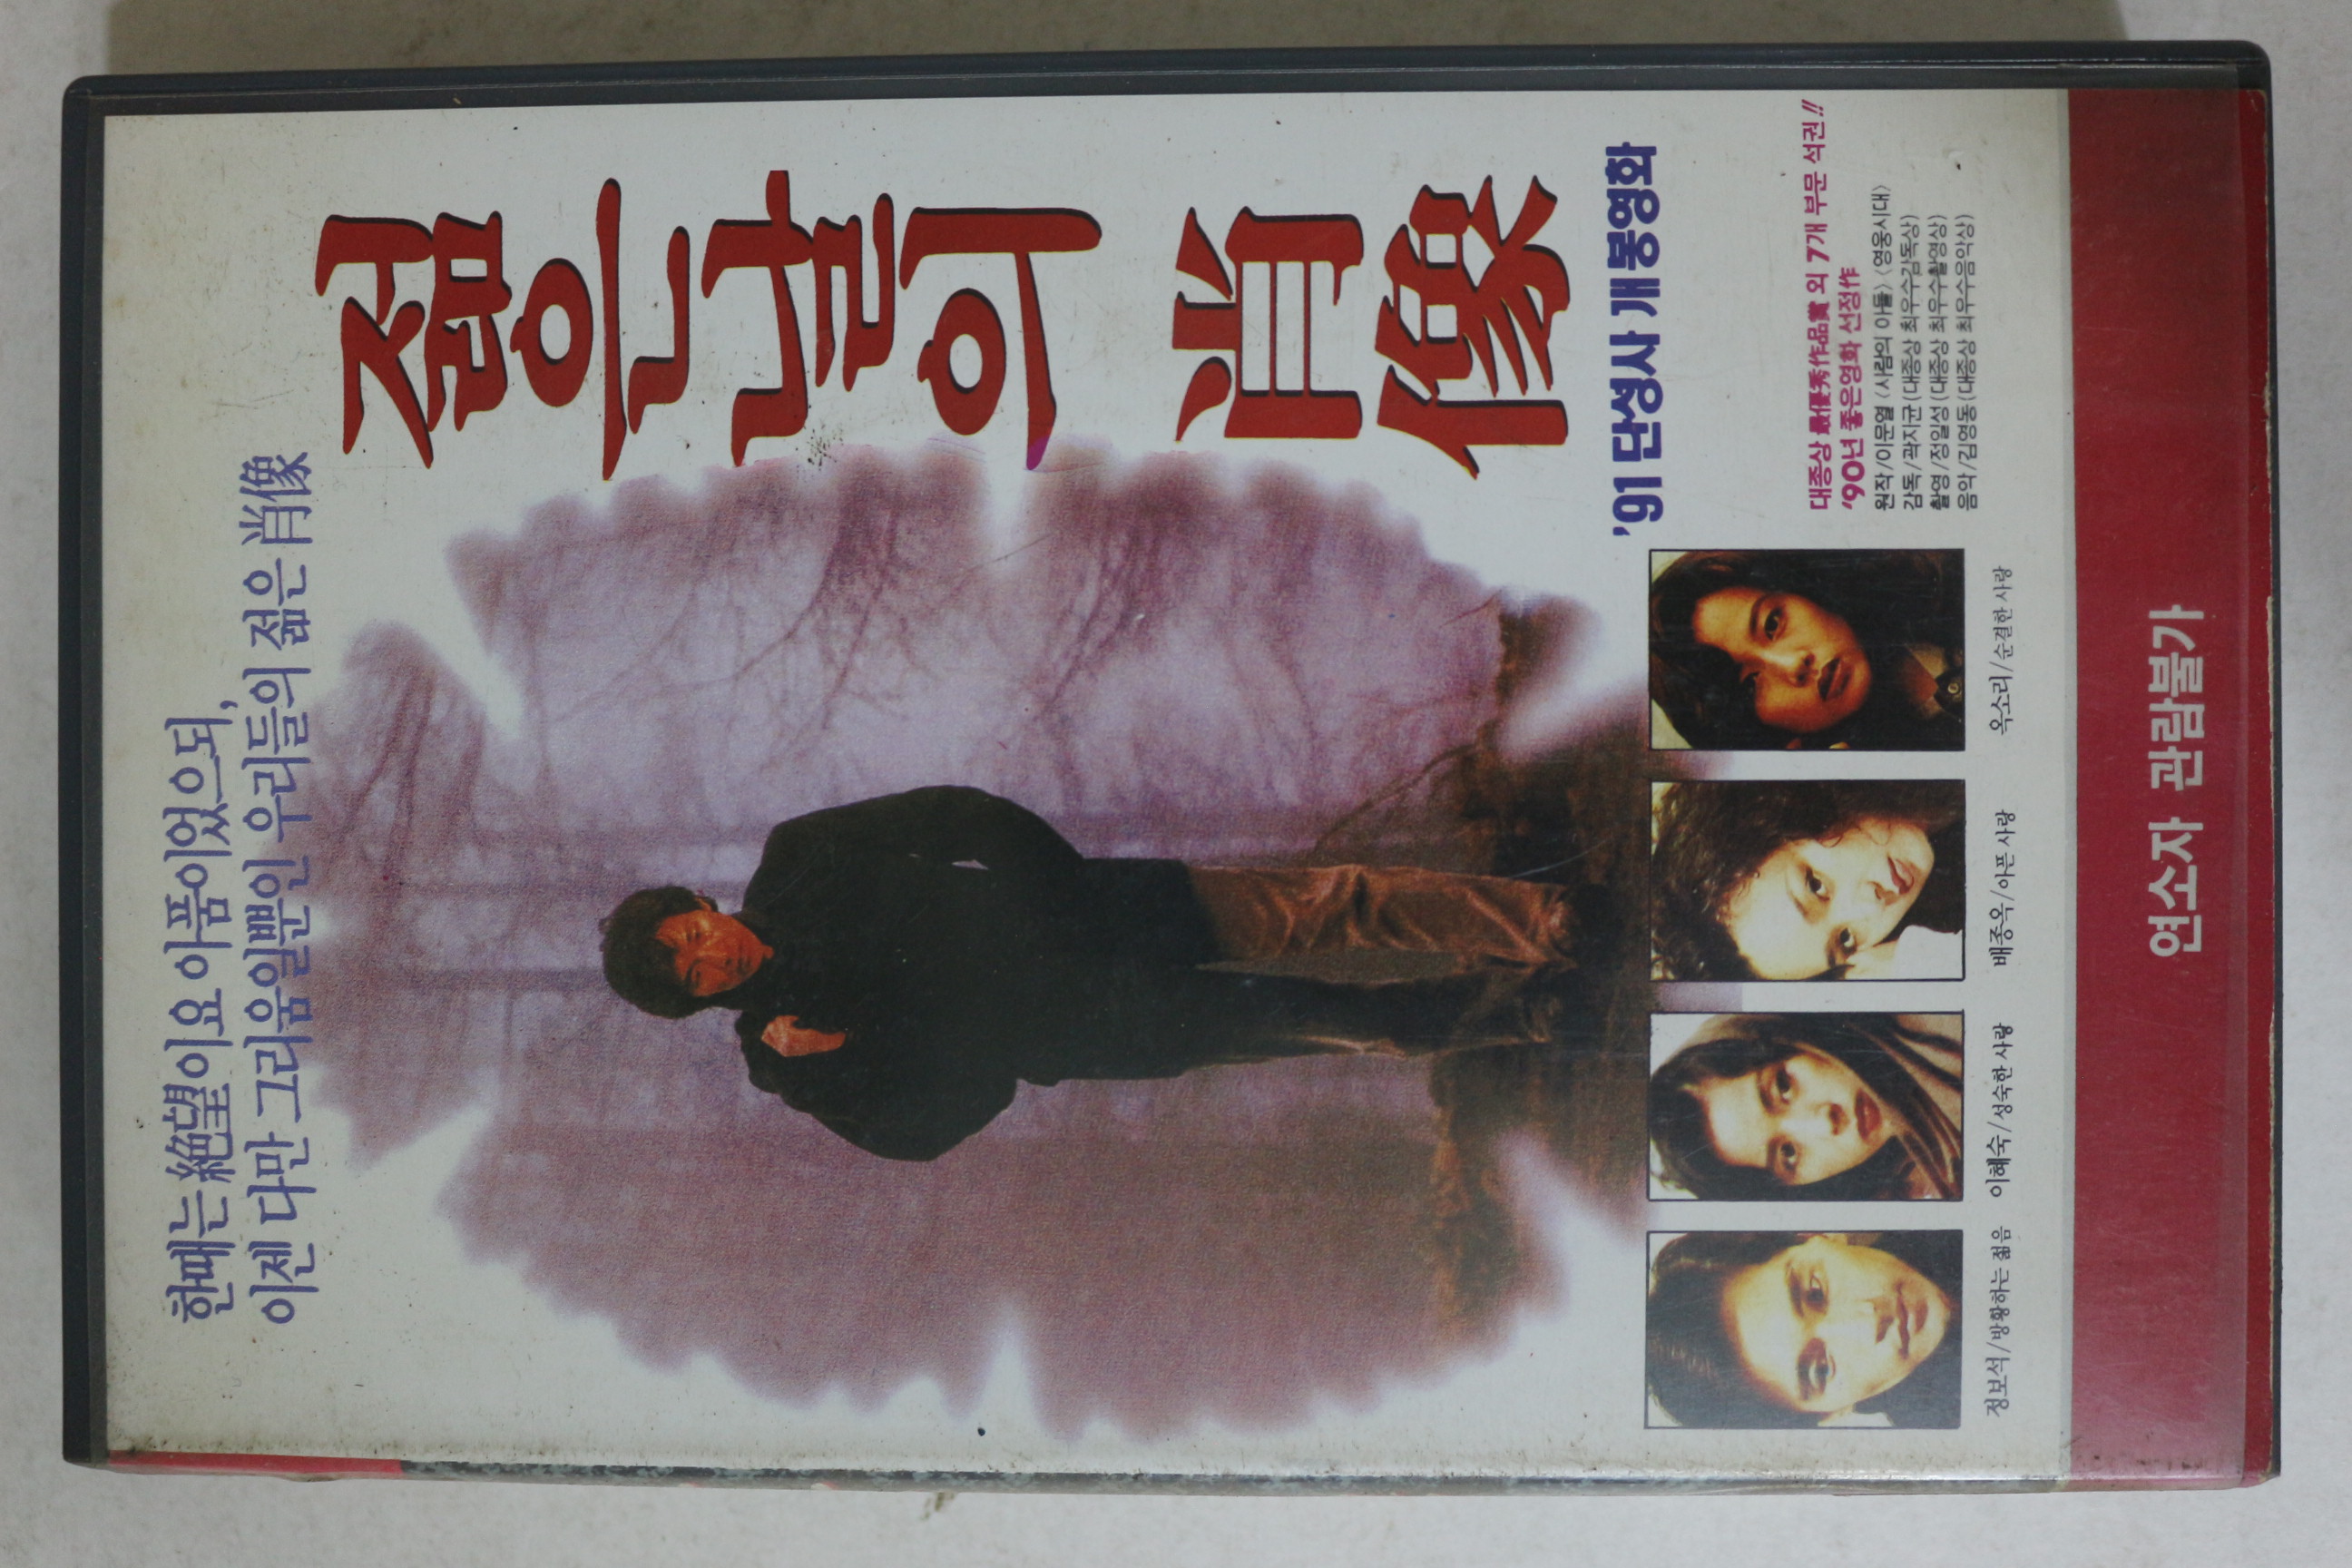 한때는 絶望이요 아픔이었으되,
이젠 다만 그리움일뿐인 우리들의 젊은 肖像
젊은날의 肖像
'91 단성사 개봉영화
대종상 最優秀作品賞 외 7개 부문 석권!!
'90년 좋은영화 선정作
원작/이문열〈사람의 아들〉〈영웅시대〉
감독/곽지균(대종상 최우수감독상)
촬영/정일성(대종상 최우수촬영상)
음악/김영동(대종상 최우수음악상)
정보석/방황하는 젊음
이혜숙/성숙한 사랑
배종옥/아픈 사랑
옥소리/순결한 사랑
연소자 관람불가